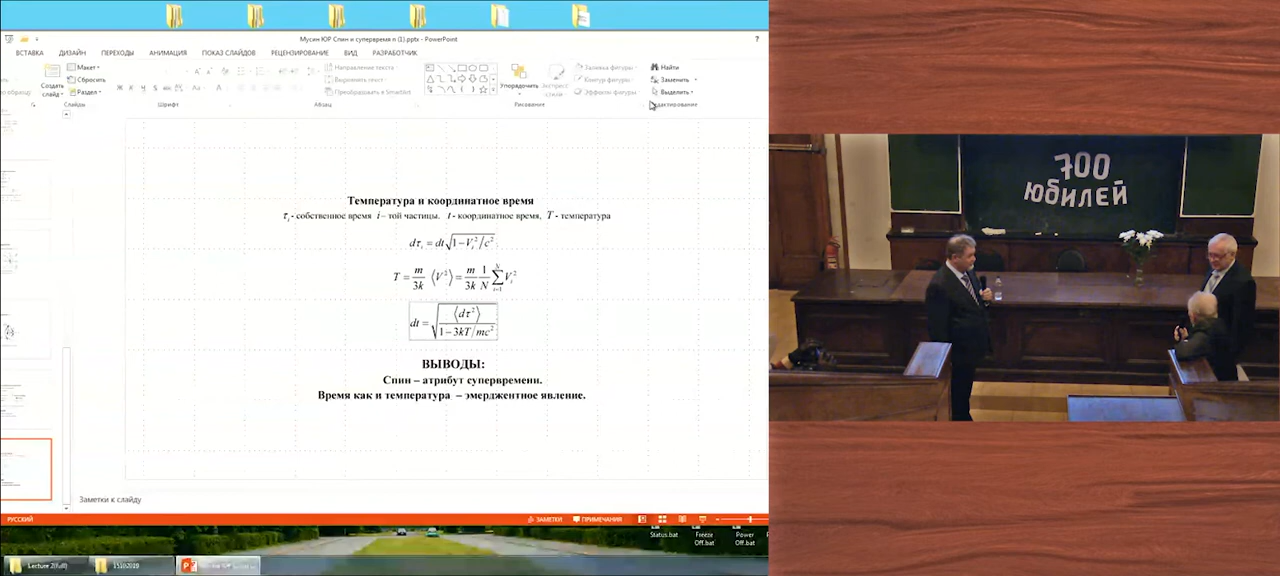 Мусин ЮР Спин и супервремя п (1).pptx - PowerPoint
?
ВСТАВКА ДИЗАЙН ПЕРЕХОДЫ АНИМАЦИЯ ПОКАЗ СЛАЙДОВ РЕЦЕНЗИРОВАНИЕ ВИД РАЗРАБОТЧИК
Макет
Сбросить
Раздел
Создать
слайд
Слайды
Шрифт
Направление текста
Выровнять текст
Преобразовать в SmartArt
Абзац
Упорядочить
Экспресс-
стили
Заливка фигуры
Контур фигуры
Эффекты фигуры
Рисование
Найти
Заменить
Выделить
Температура и координатное время
τi - собственное время i – той частицы. t - координатное время, T - температура
dτi = dt√(1−Vi²/c²)
T = m/3k ⟨V²⟩ = m/3k 1/N ∑i=1N Vi²
dt = √(⟨dτ²⟩/(1−3kT/mc²))
ВЫВОДЫ:
Спин – атрибут супервремени.
Время как и температура – эмерджентное явление.
Заметки к слайду
РУССКИЙ
ЗАМЕТКИ
ПРИМЕЧАНИЯ
Status.bat
Freeze
Off.bat
Power
Off.bat
Lecture 2(full)
15102019
700
ЮБИЛЕЙ